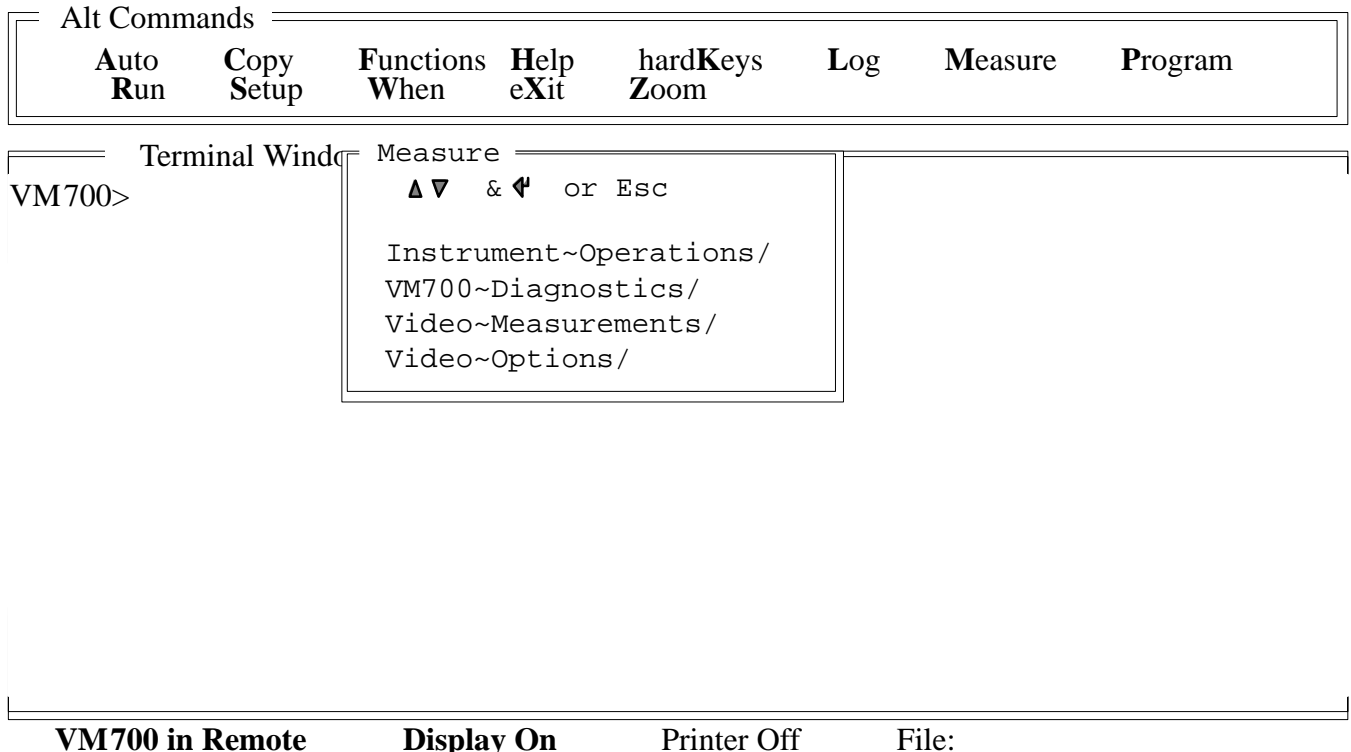 Alt Commands
Auto Copy Functions Help hardKeys Log Measure Program
Run Setup When eXit Zoom
Terminal Windo
Measure
VM700>
& or Esc
Instrument~Operations/
VM700~Diagnostics/
Video~Measurements/
Video~Options/
VM700 in Remote Display On Printer Off File: